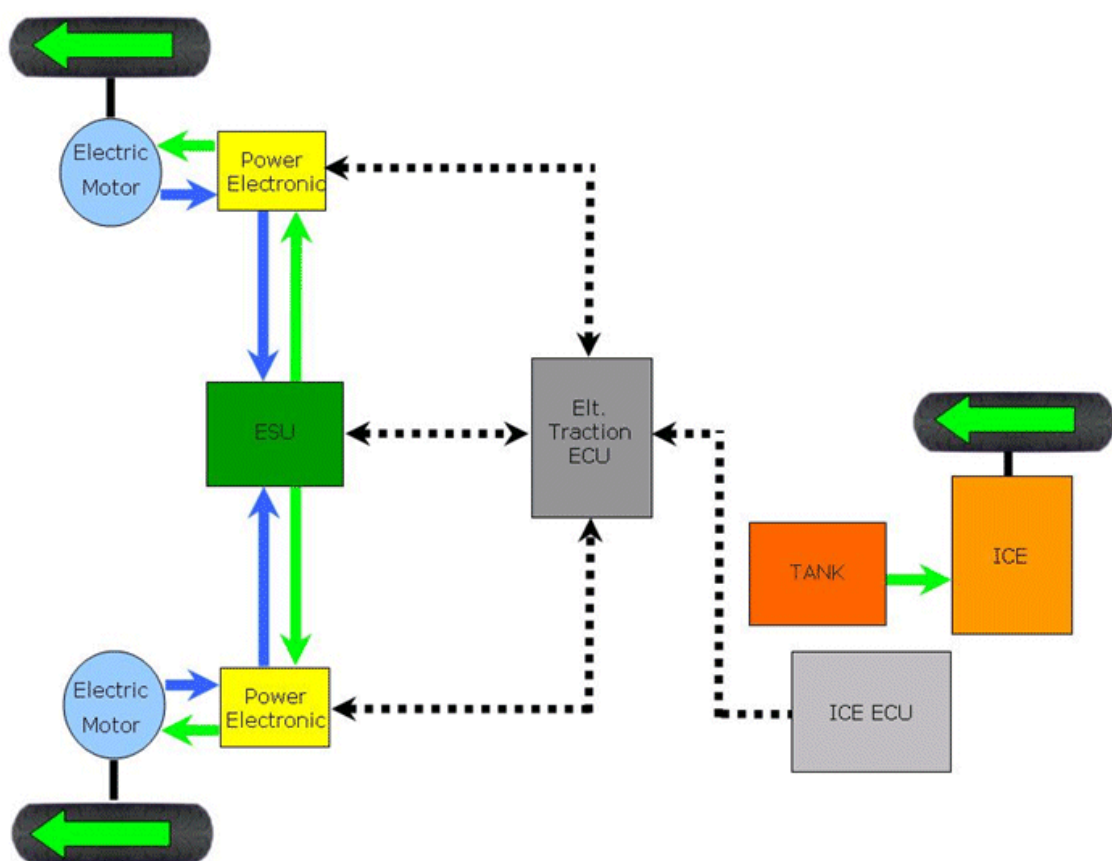 Electric
Motor
Power
Electronic
ESU
Elt.
Traction
ECU
TANK
ICE
Electric
Motor
Power
Electronic
ICE ECU